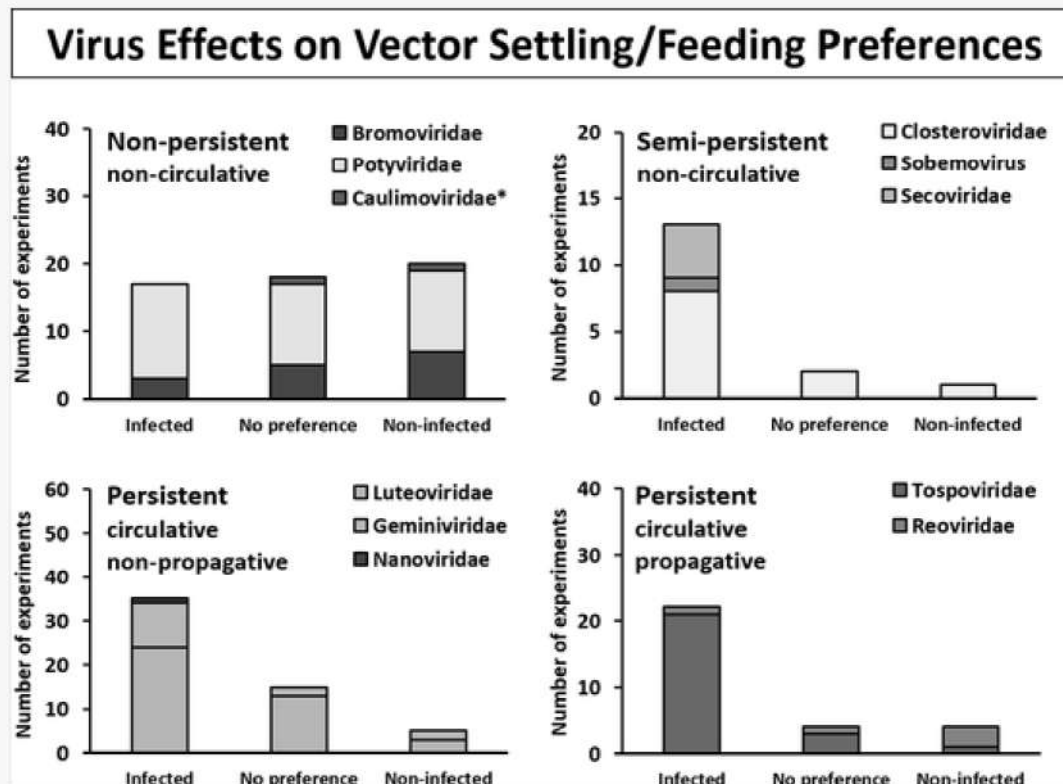 Virus Effects on Vector Settling/Feeding Preferences
Number of experiments
40
30
20
10
0
Non-persistent
non-circulative
Bromoviridae
Potyviridae
Caulimoviridae*
Infected
No preference
Non-infected
Number of experiments
20
15
10
5
0
Semi-persistent
non-circulative
Closteroviridae
Sobemovirus
Secoviridae
Infected
No preference
Non-infected
Number of experiments
60
50
40
30
20
10
0
Persistent
circulative
non-propagative
Luteoviridae
Geminiviridae
Nanoviridae
Infected
No preference
Non-infected
Number of experiments
40
30
20
10
0
Persistent
circulative
propagative
Tospoviridae
Reoviridae
Infected
No preference
Non-infected